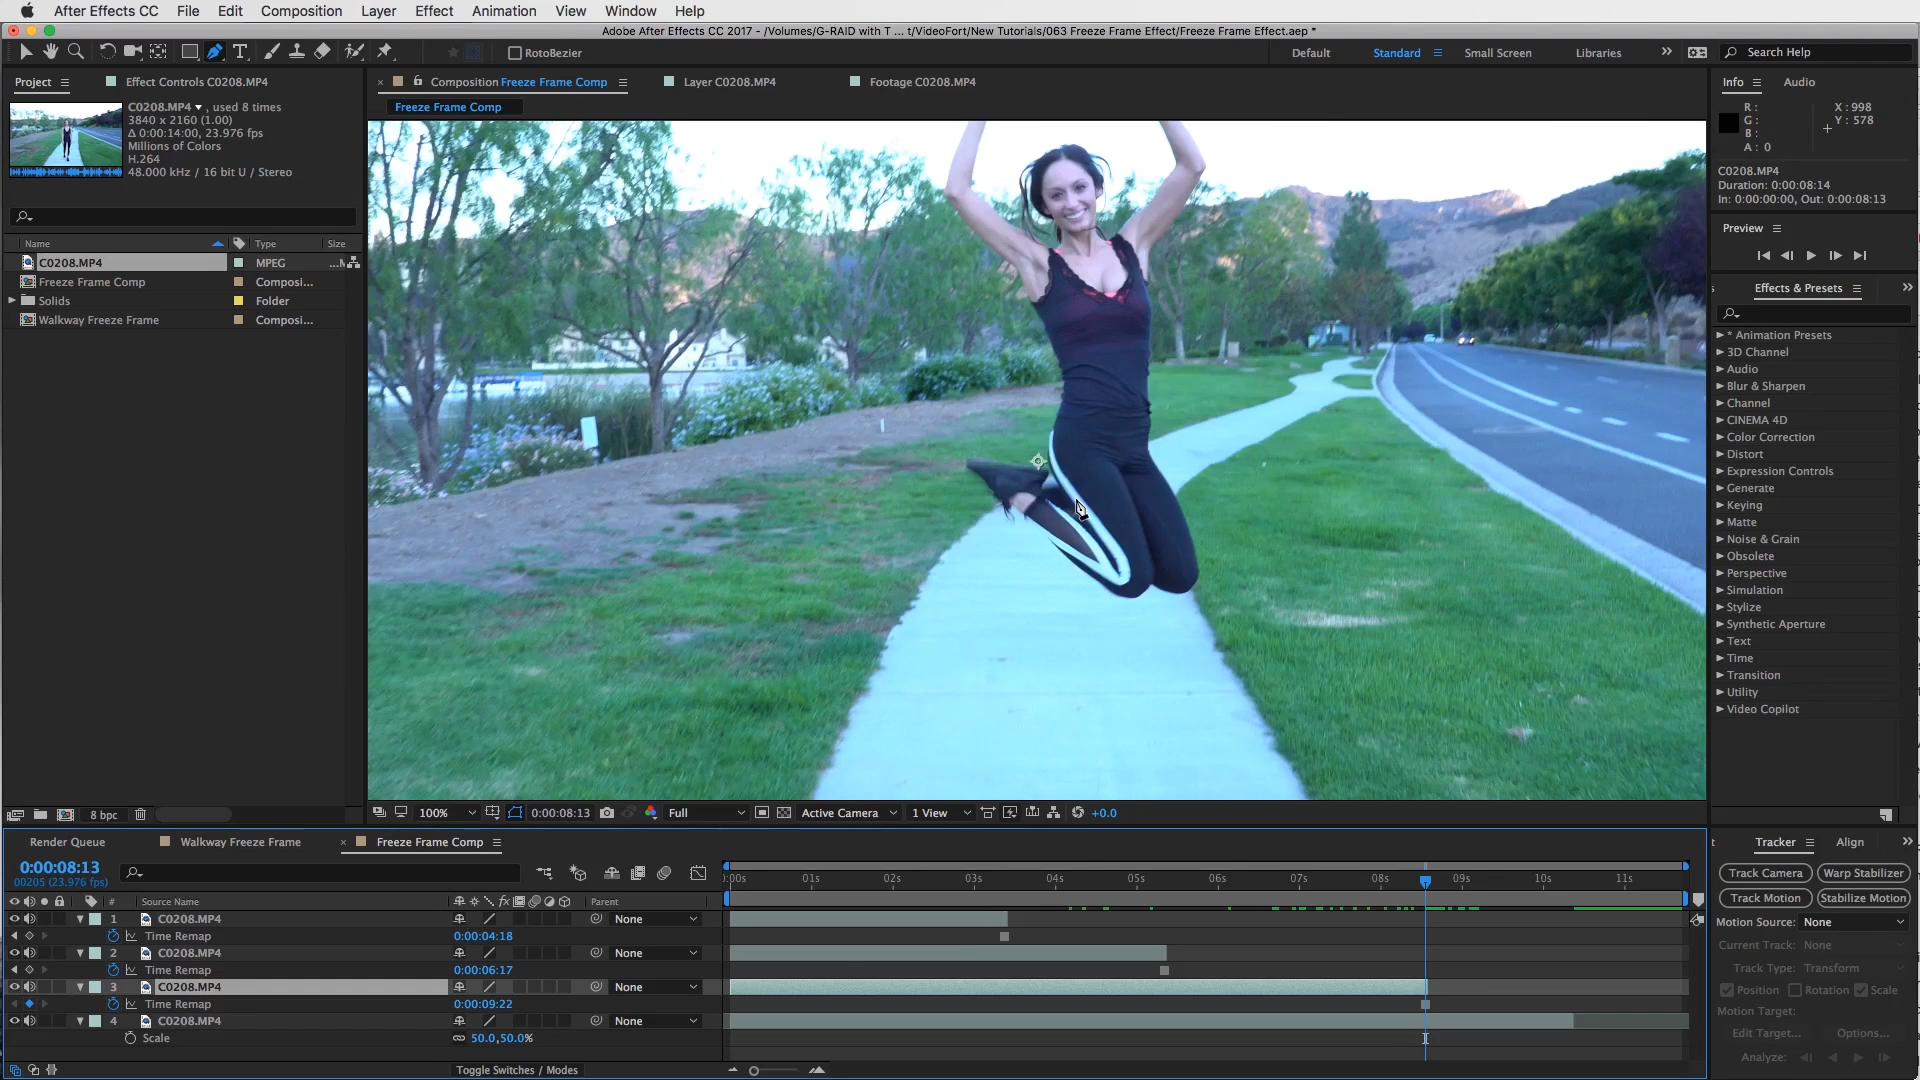 After Effects CC File Edit Composition Layer Effect Animation View Window Help
Adobe After Effects CC 2017 - /Volumes/G-RAID with T ... t/VideoFort/New Tutorials/063 Freeze Frame Effect/Freeze Frame Effect.aep *
RotoBezier Default Standard Small Screen Libraries Search Help
Project Effect Controls C0208.MP4 Composition Freeze Frame Comp Layer C0208.MP4 Footage C0208.MP4 Info Audio
C0208.MP4 , used 8 times
3840 x 2160 (1.00)
Δ 0:00:14:00, 23.976 fps
Millions of Colors
H.264
48.000 kHz / 16 bit U / Stereo
Freeze Frame Comp
R :
G :
B :
A : 0
X : 998
Y : 578
C0208.MP4
Duration: 0:00:08:14
In: 0:00:00:00, Out: 0:00:08:13
Preview
Effects & Presets
* Animation Presets
3D Channel
Audio
Blur & Sharpen
Channel
CINEMA 4D
Color Correction
Distort
Expression Controls
Generate
Keying
Matte
Noise & Grain
Obsolete
Perspective
Simulation
Stylize
Synthetic Aperture
Text
Time
Transition
Utility
Video Copilot
Name Type Size
C0208.MP4 MPEG
Freeze Frame Comp Composi...
Solids Folder
Walkway Freeze Frame Composi...
8 bpc
100% 0:00:08:13 Full Active Camera 1 View +0.0
Render Queue Walkway Freeze Frame Freeze Frame Comp
0:00:08:13
00205 (23.976 fps)
:00s 01s 02s 03s 04s 05s 06s 07s 08s 09s 10s 11s
# Source Name Parent
1 C0208.MP4 None
Time Remap 0:00:04:18
2 C0208.MP4 None
Time Remap 0:00:06:17
3 C0208.MP4 None
Time Remap 0:00:09:22
4 C0208.MP4 None
Scale 50.0,50.0%
Toggle Switches / Modes
Tracker Align
Track Camera Warp Stabilizer
Track Motion Stabilize Motion
Motion Source: None
Current Track: None
Track Type: Transform
Position Rotation Scale
Motion Target:
Edit Target... Options...
Analyze: